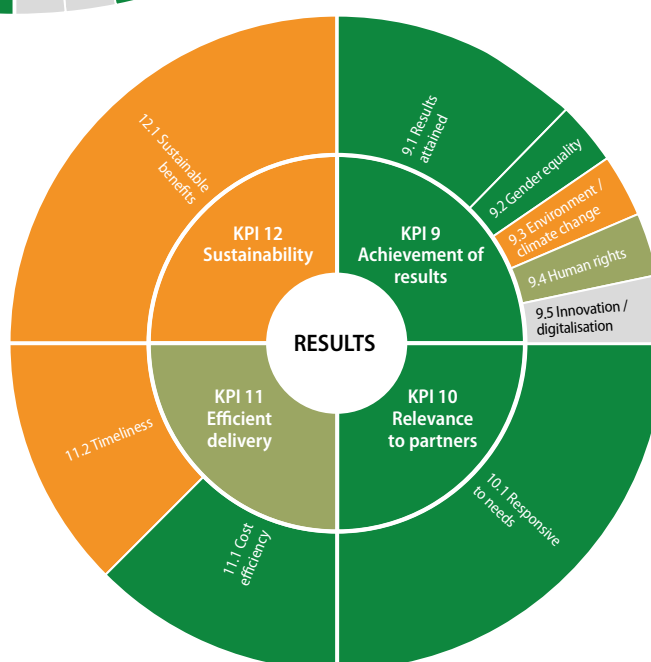 12.1 Sustainable
benefits
9.1 Results
attained
9.2 Gender equality
9.3 Environment /
climate change
9.4 Human rights
9.5 Innovation /
digitalisation
KPI 12
Sustainability
KPI 9
Achievement of
results
RESULTS
KPI 11
Efficient
delivery
KPI 10
Relevance
to partners
11.2 Timeliness
11.1 Cost
efficiency
10.1 Responsive
to needs